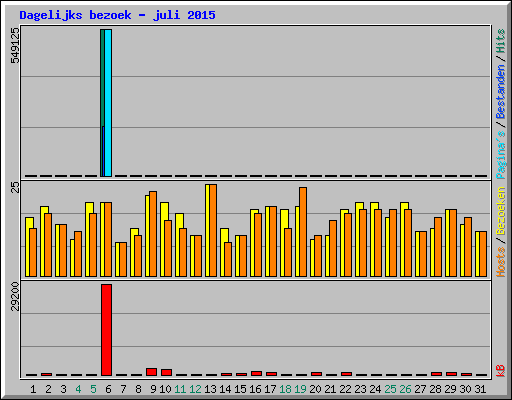 Dagelijks bezoek - juli 2015
549125
Pagina's / Bestanden / Hits
25
Hosts / Bezoeken
29200
kB
1 2 3 4 5 6 7 8 9 10 11 12 13 14 15 16 17 18 19 20 21 22 23 24 25 26 27 28 29 30 31